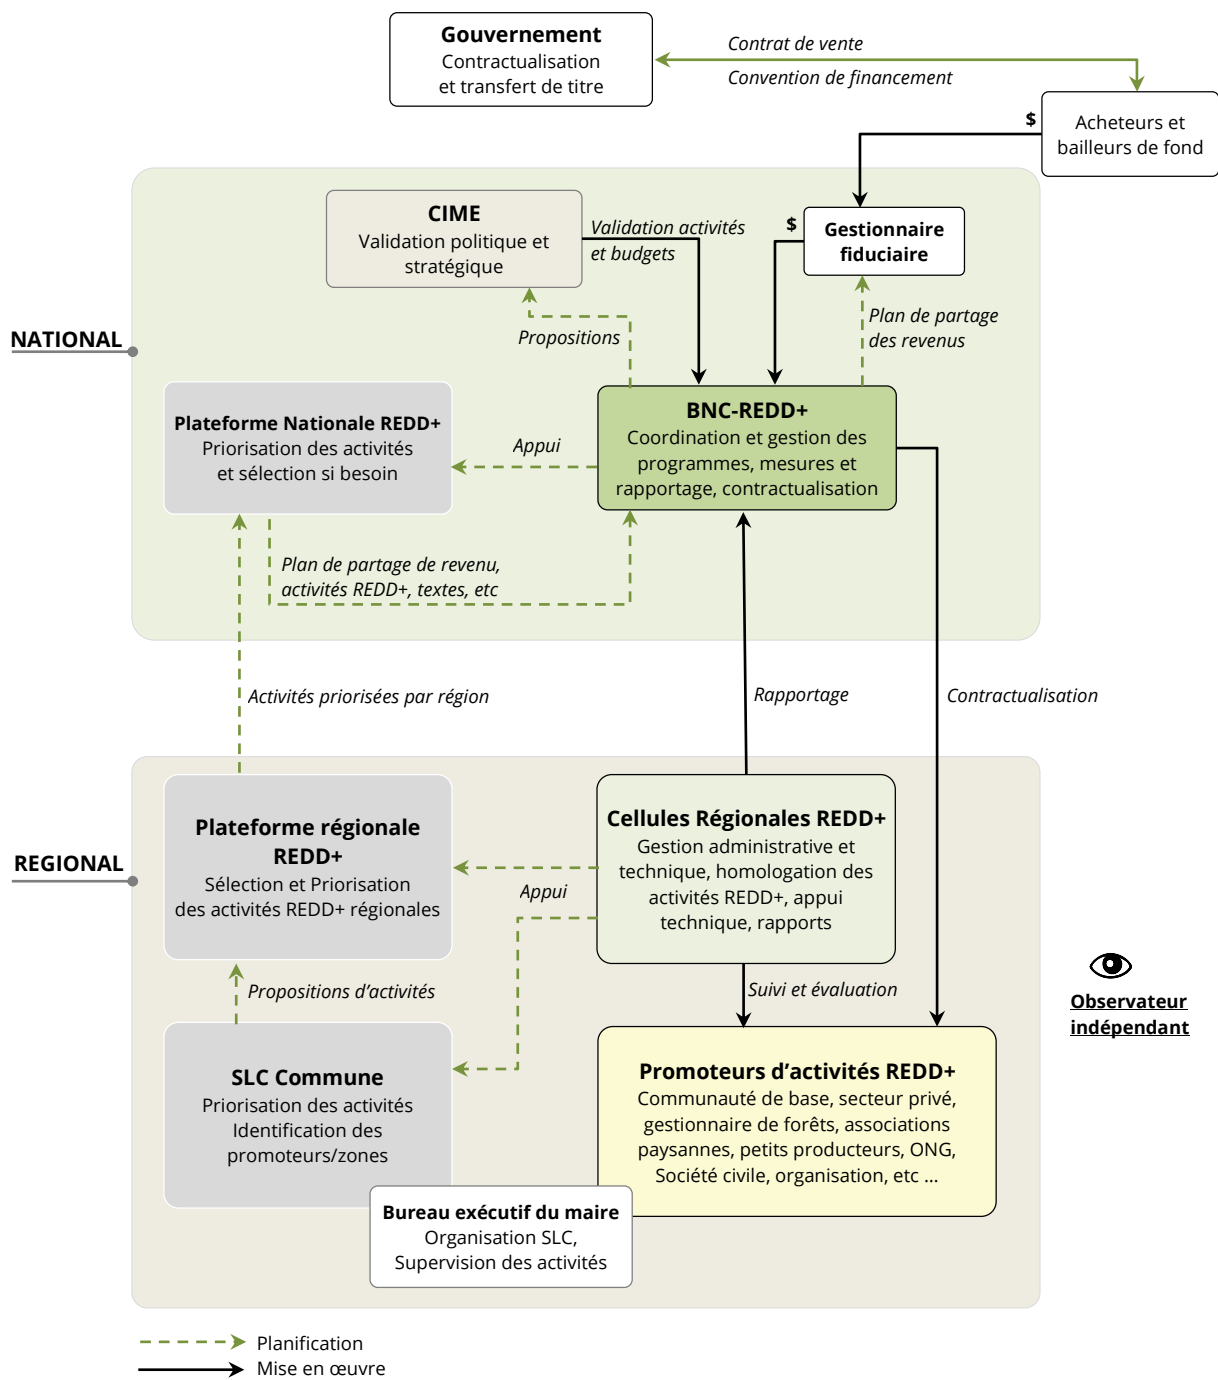 Gouvernement
Contractualisation
et transfert de titre
Contrat de vente
Convention de financement
$
Acheteurs et
bailleurs de fond
CIME
Validation politique et
stratégique
Validation activités
et budgets
$
Gestionnaire
fiduciaire
Propositions
Plan de partage
des revenus
NATIONAL
Plateforme Nationale REDD+
Priorisation des activités
et sélection si besoin
Appui
BNC-REDD+
Coordination et gestion des
programmes, mesures et
rapportage, contractualisation
Plan de partage de revenu,
activités REDD+, textes, etc
Activités priorisées par région
Rapportage
Contractualisation
REGIONAL
Plateforme régionale
REDD+
Sélection et Priorisation
des activités REDD+ régionales
Appui
Cellules Régionales REDD+
Gestion administrative et
technique, homologation des
activités REDD+, appui
technique, rapports
Propositions d’activités
Suivi et évaluation
Observateur
indépendant
SLC Commune
Priorisation des activités
Identification des
promoteurs/zones
Promoteurs d’activités REDD+
Communauté de base, secteur privé,
gestionnaire de forêts, associations
paysannes, petits producteurs, ONG,
Société civile, organisation, etc ...
Bureau exécutif du maire
Organisation SLC,
Supervision des activités
Planification
Mise en œuvre